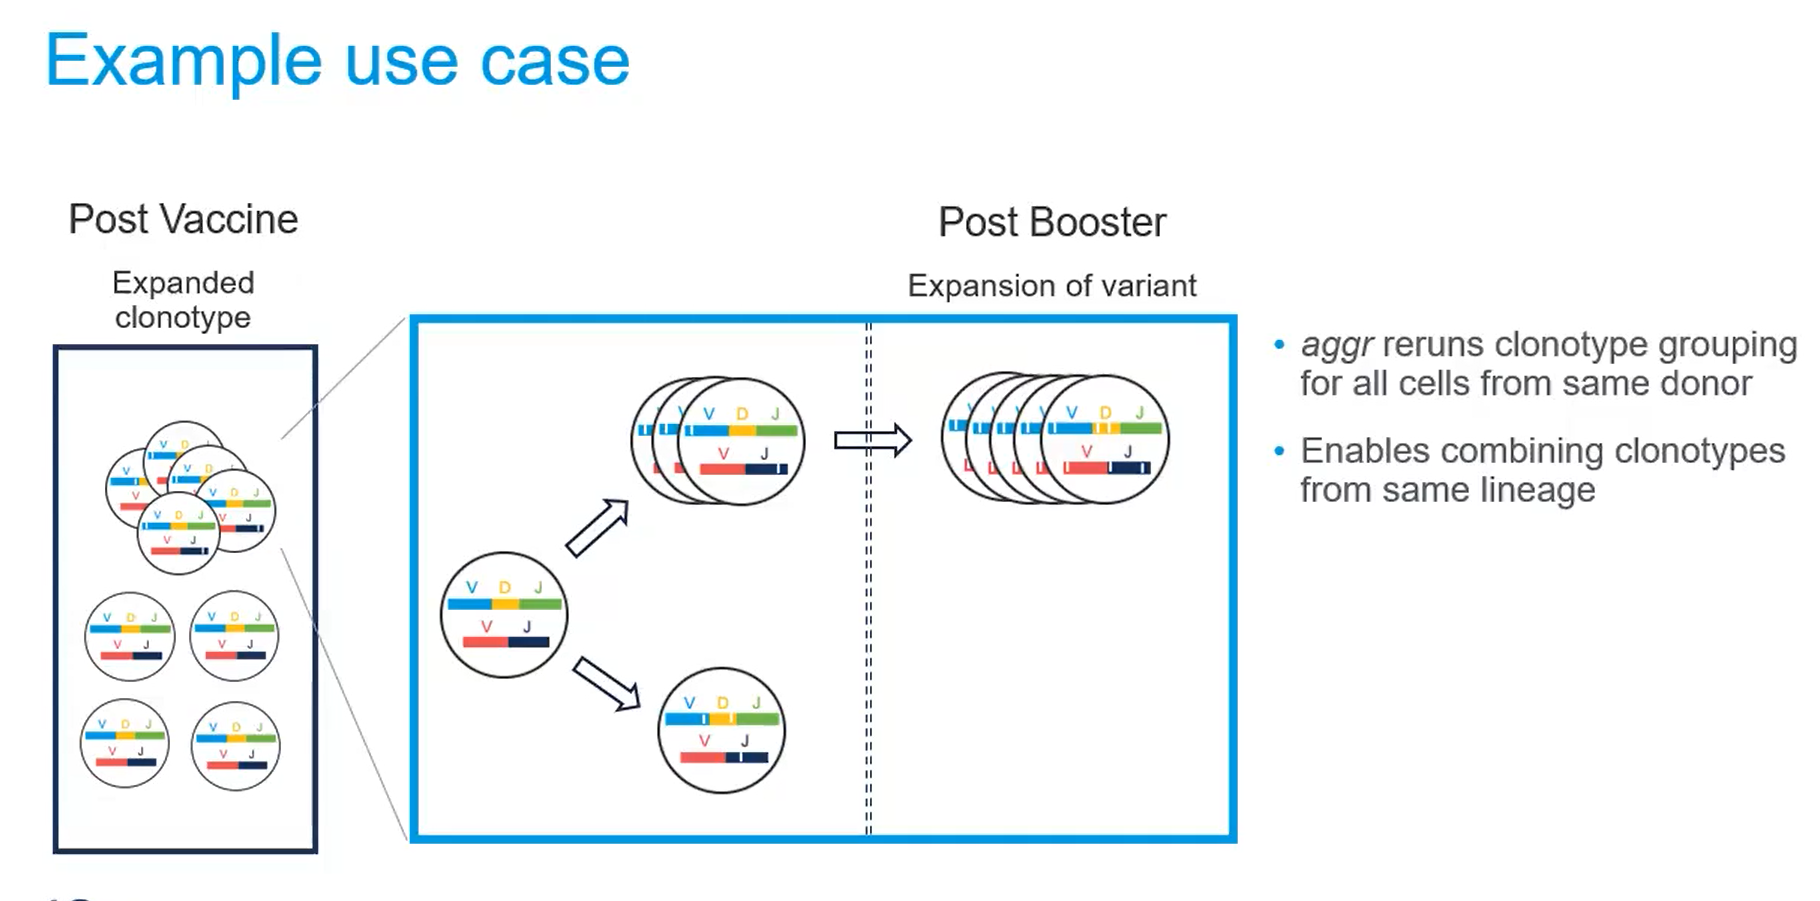 Example use case
Post Vaccine
Expanded
clonotype
Post Booster
Expansion of variant
V D
V D
V
V
V D J
V J
V D J
V J
V D J
V J
V D J
V J
V D J
V J
V D J
V J
V D J
V J
V D J
V J
V D J
V J
V D J
V J
• aggr reruns clonotype grouping
for all cells from same donor
• Enables combining clonotypes
from same lineage